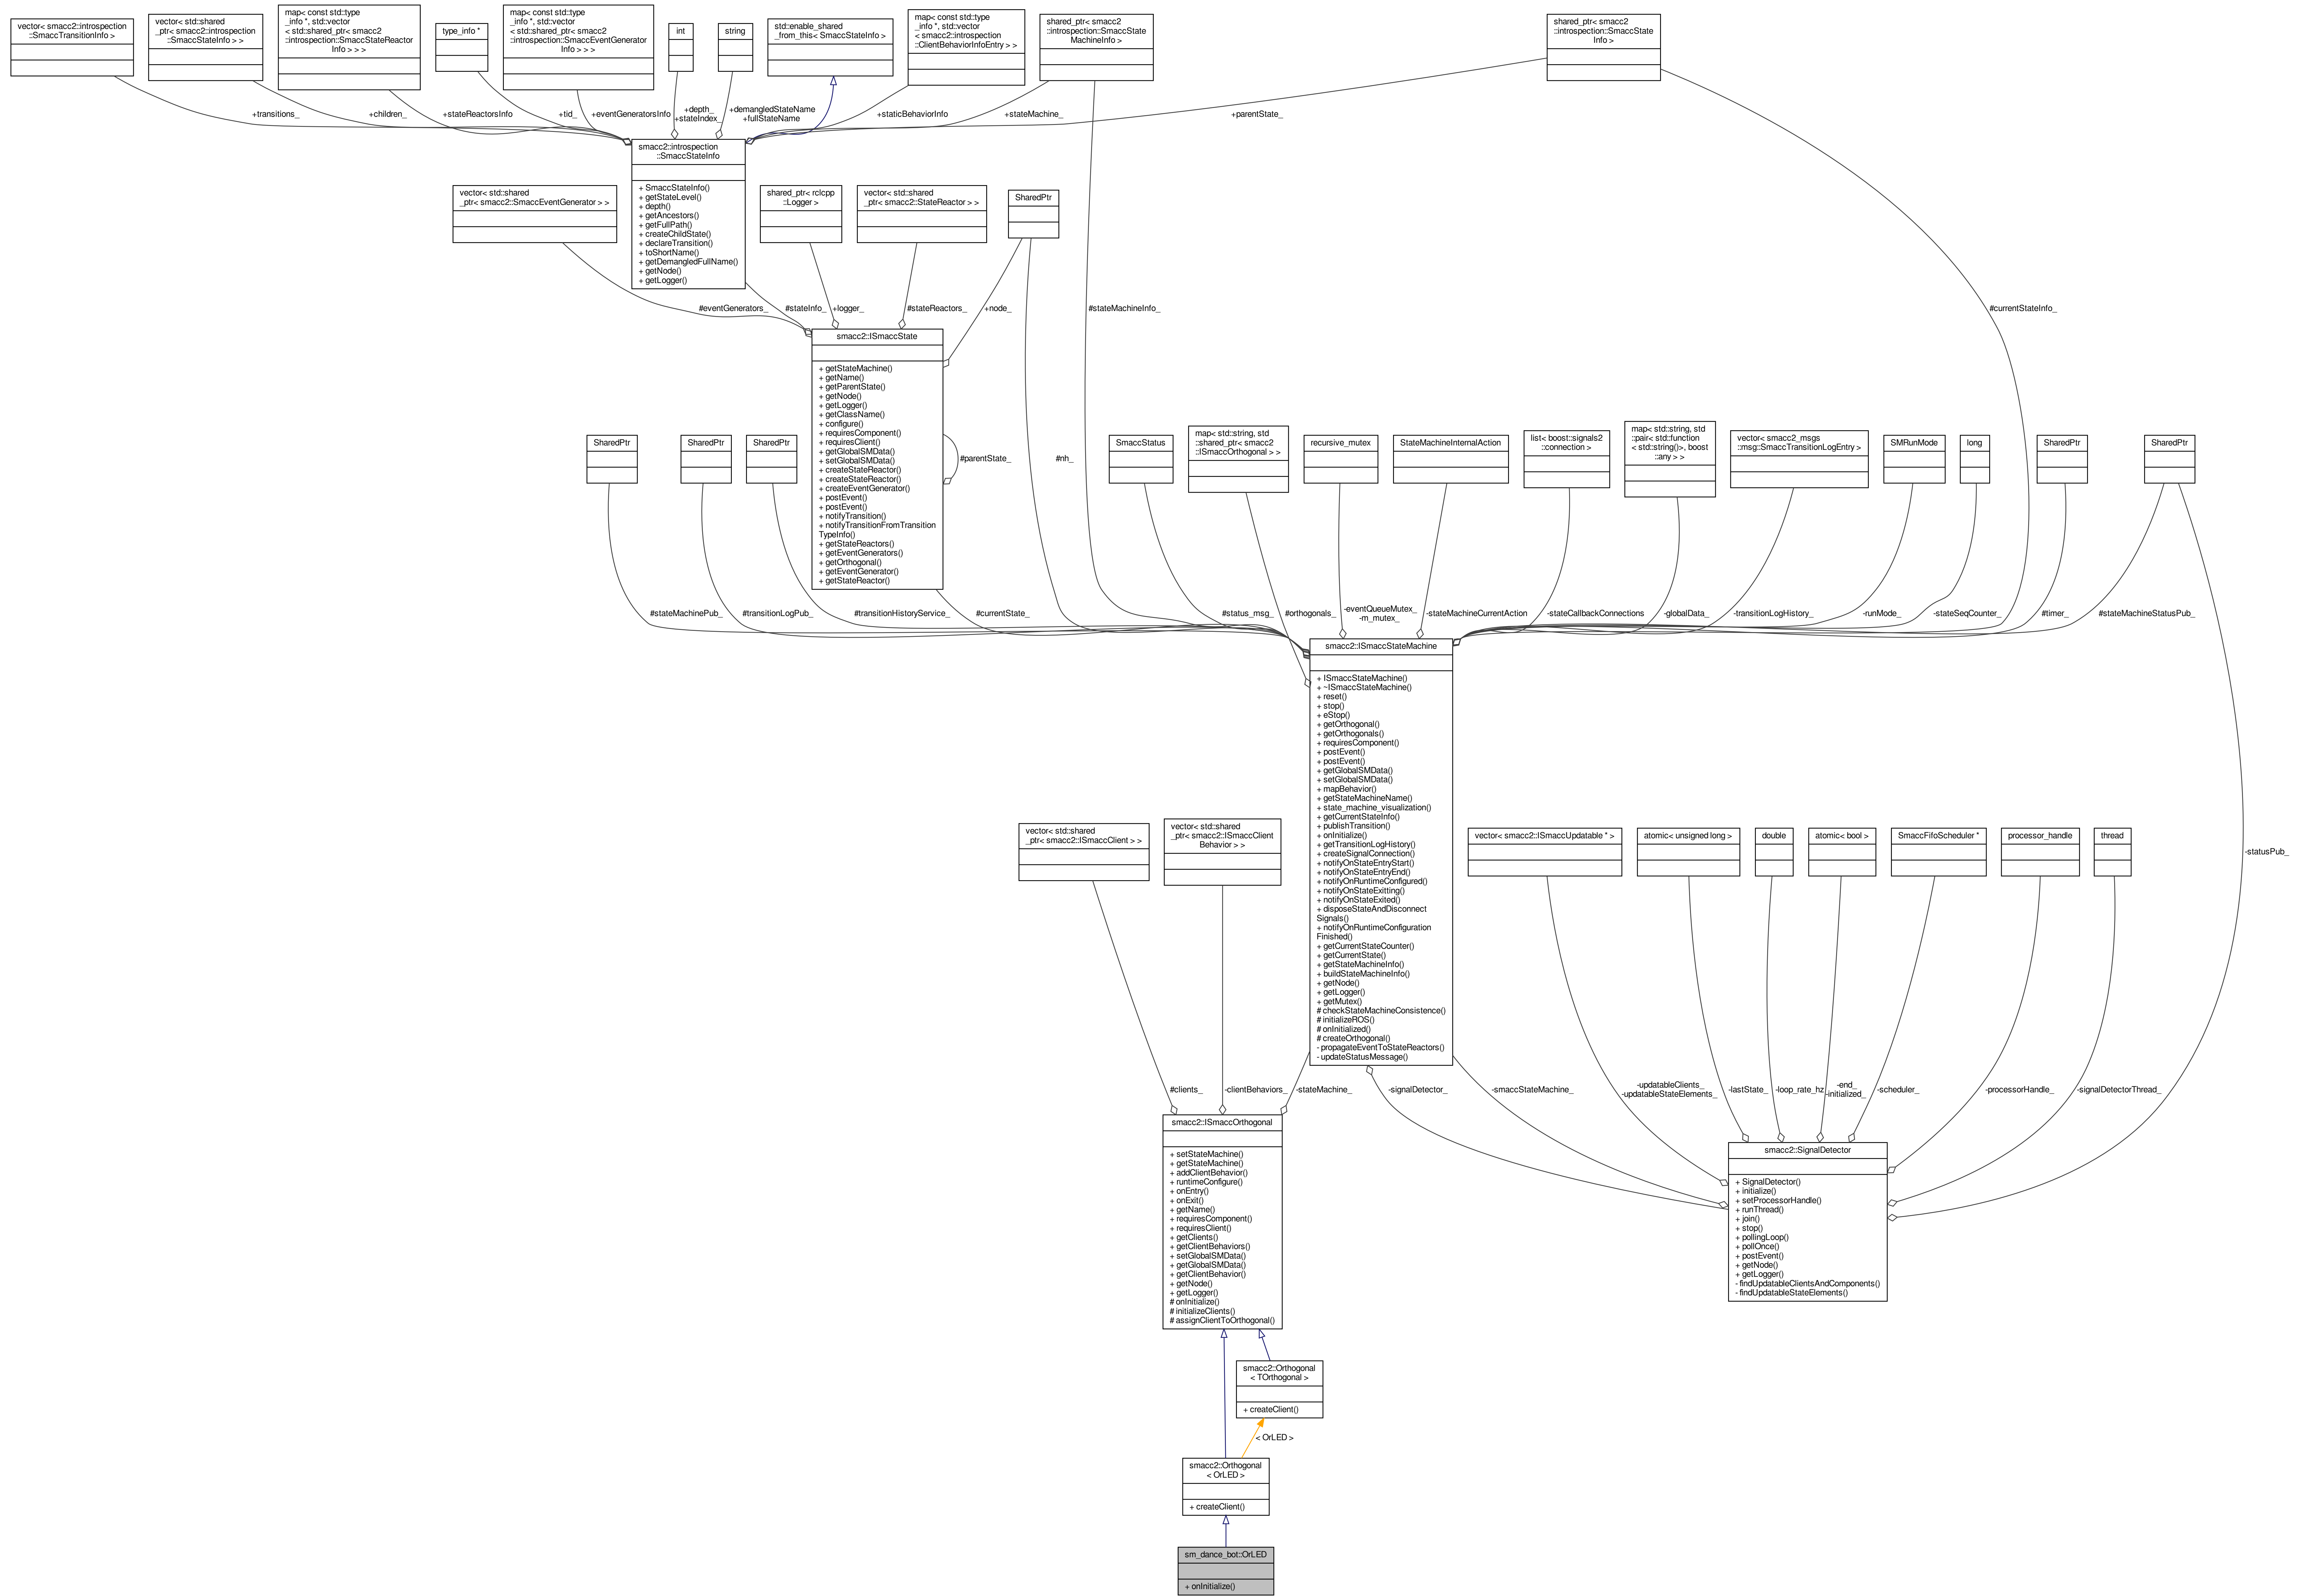 vector< smacc2::introspection
::SmaccTransitionInfo >
vector< std::shared
_ptr< smacc2::introspection
::SmaccStateInfo > >
map< const std::type
_info *, std::vector
< std::shared_ptr< smacc2
::introspection::SmaccStateReactor
Info > > >
type_info *
map< const std::type
_info *, std::vector
< std::shared_ptr< smacc2
::introspection::SmaccEventGenerator
Info > > >
int
string
std::enable_shared
_from_this< SmaccStateInfo >
map< const std::type
_info *, std::vector
< smacc2::introspection
::ClientBehaviorInfoEntry > >
shared_ptr< smacc2
::introspection::SmaccState
MachineInfo >
shared_ptr< smacc2
::introspection::SmaccState
Info >
+transitions_
+children_
+stateReactorsInfo
+tid_
+eventGeneratorsInfo
+depth_
+stateIndex_
+demangledStateName
+fullStateName
+staticBehaviorInfo
+stateMachine_
+parentState_
smacc2::introspection
::SmaccStateInfo
+ SmaccStateInfo()
+ getStateLevel()
+ depth()
+ getAncestors()
+ getFullPath()
+ createChildState()
+ declareTransition()
+ toShortName()
+ getDemangledFullName()
+ getNode()
+ getLogger()
vector< std::shared
_ptr< smacc2::SmaccEventGenerator > >
shared_ptr< rclcpp
::Logger >
vector< std::shared
_ptr< smacc2::StateReactor > >
SharedPtr
#eventGenerators_
#stateInfo_
+logger_
#stateReactors_
+node_
#stateMachineInfo_
#currentStateInfo_
smacc2::ISmaccState
+ getStateMachine()
+ getName()
+ getParentState()
+ getNode()
+ getLogger()
+ getClassName()
+ configure()
+ requiresComponent()
+ requiresClient()
+ getGlobalSMData()
+ setGlobalSMData()
+ createStateReactor()
+ createStateReactor()
+ createEventGenerator()
+ postEvent()
+ postEvent()
+ notifyTransition()
+ notifyTransitionFromTransition
TypeInfo()
+ getStateReactors()
+ getEventGenerators()
+ getOrthogonal()
+ getEventGenerator()
+ getStateReactor()
#parentState_
#nh_
SharedPtr
SharedPtr
SharedPtr
SmaccStatus
map< std::string, std
::shared_ptr< smacc2
::ISmaccOrthogonal > >
recursive_mutex
StateMachineInternalAction
list< boost::signals2
::connection >
map< std::string, std
::pair< std::function
< std::string()>, boost
::any > >
vector< smacc2_msgs
::msg::SmaccTransitionLogEntry >
SMRunMode
long
SharedPtr
SharedPtr
#stateMachinePub_
#transitionLogPub_
#transitionHistoryService_
#currentState_
#status_msg_
#orthogonals_
-eventQueueMutex_
-m_mutex_
-stateMachineCurrentAction
-stateCallbackConnections
-globalData_
-transitionLogHistory_
-runMode_
-stateSeqCounter_
#timer_
#stateMachineStatusPub_
smacc2::ISmaccStateMachine
+ ISmaccStateMachine()
+ ~ISmaccStateMachine()
+ reset()
+ stop()
+ eStop()
+ getOrthogonal()
+ getOrthogonals()
+ requiresComponent()
+ postEvent()
+ postEvent()
+ getGlobalSMData()
+ setGlobalSMData()
+ mapBehavior()
+ getStateMachineName()
+ state_machine_visualization()
+ getCurrentStateInfo()
+ publishTransition()
+ onInitialize()
+ getTransitionLogHistory()
+ createSignalConnection()
+ notifyOnStateEntryStart()
+ notifyOnStateEntryEnd()
+ notifyOnRuntimeConfigured()
+ notifyOnStateExitting()
+ notifyOnStateExited()
+ disposeStateAndDisconnect
Signals()
+ notifyOnRuntimeConfiguration
Finished()
+ getCurrentStateCounter()
+ getCurrentState()
+ getStateMachineInfo()
+ buildStateMachineInfo()
+ getNode()
+ getLogger()
+ getMutex()
# checkStateMachineConsistence()
# initializeROS()
# onInitialized()
# createOrthogonal()
- propagateEventToStateReactors()
- updateStatusMessage()
vector< std::shared
_ptr< smacc2::ISmaccClient > >
vector< std::shared
_ptr< smacc2::ISmaccClient
Behavior > >
vector< smacc2::ISmaccUpdatable * >
atomic< unsigned long >
double
atomic< bool >
SmaccFifoScheduler *
processor_handle
thread
-statusPub_
#clients_
-clientBehaviors_
-stateMachine_
-signalDetector_
-smaccStateMachine_
-updatableClients_
-updatableStateElements_
-lastState_
-loop_rate_hz
-end_
-initialized_
-scheduler_
-processorHandle_
-signalDetectorThread_
smacc2::ISmaccOrthogonal
+ setStateMachine()
+ getStateMachine()
+ addClientBehavior()
+ runtimeConfigure()
+ onEntry()
+ onExit()
+ getName()
+ requiresComponent()
+ requiresClient()
+ getClients()
+ getClientBehaviors()
+ setGlobalSMData()
+ getGlobalSMData()
+ getClientBehavior()
+ getNode()
+ getLogger()
# onInitialize()
# initializeClients()
# assignClientToOrthogonal()
smacc2::SignalDetector
+ SignalDetector()
+ initialize()
+ setProcessorHandle()
+ runThread()
+ join()
+ stop()
+ pollingLoop()
+ pollOnce()
+ postEvent()
+ getNode()
+ getLogger()
- findUpdatableClientsAndComponents()
- findUpdatableStateElements()
smacc2::Orthogonal
< TOrthogonal >
+ createClient()
< OrLED >
smacc2::Orthogonal
< OrLED >
+ createClient()
sm_dance_bot::OrLED
+ onInitialize()